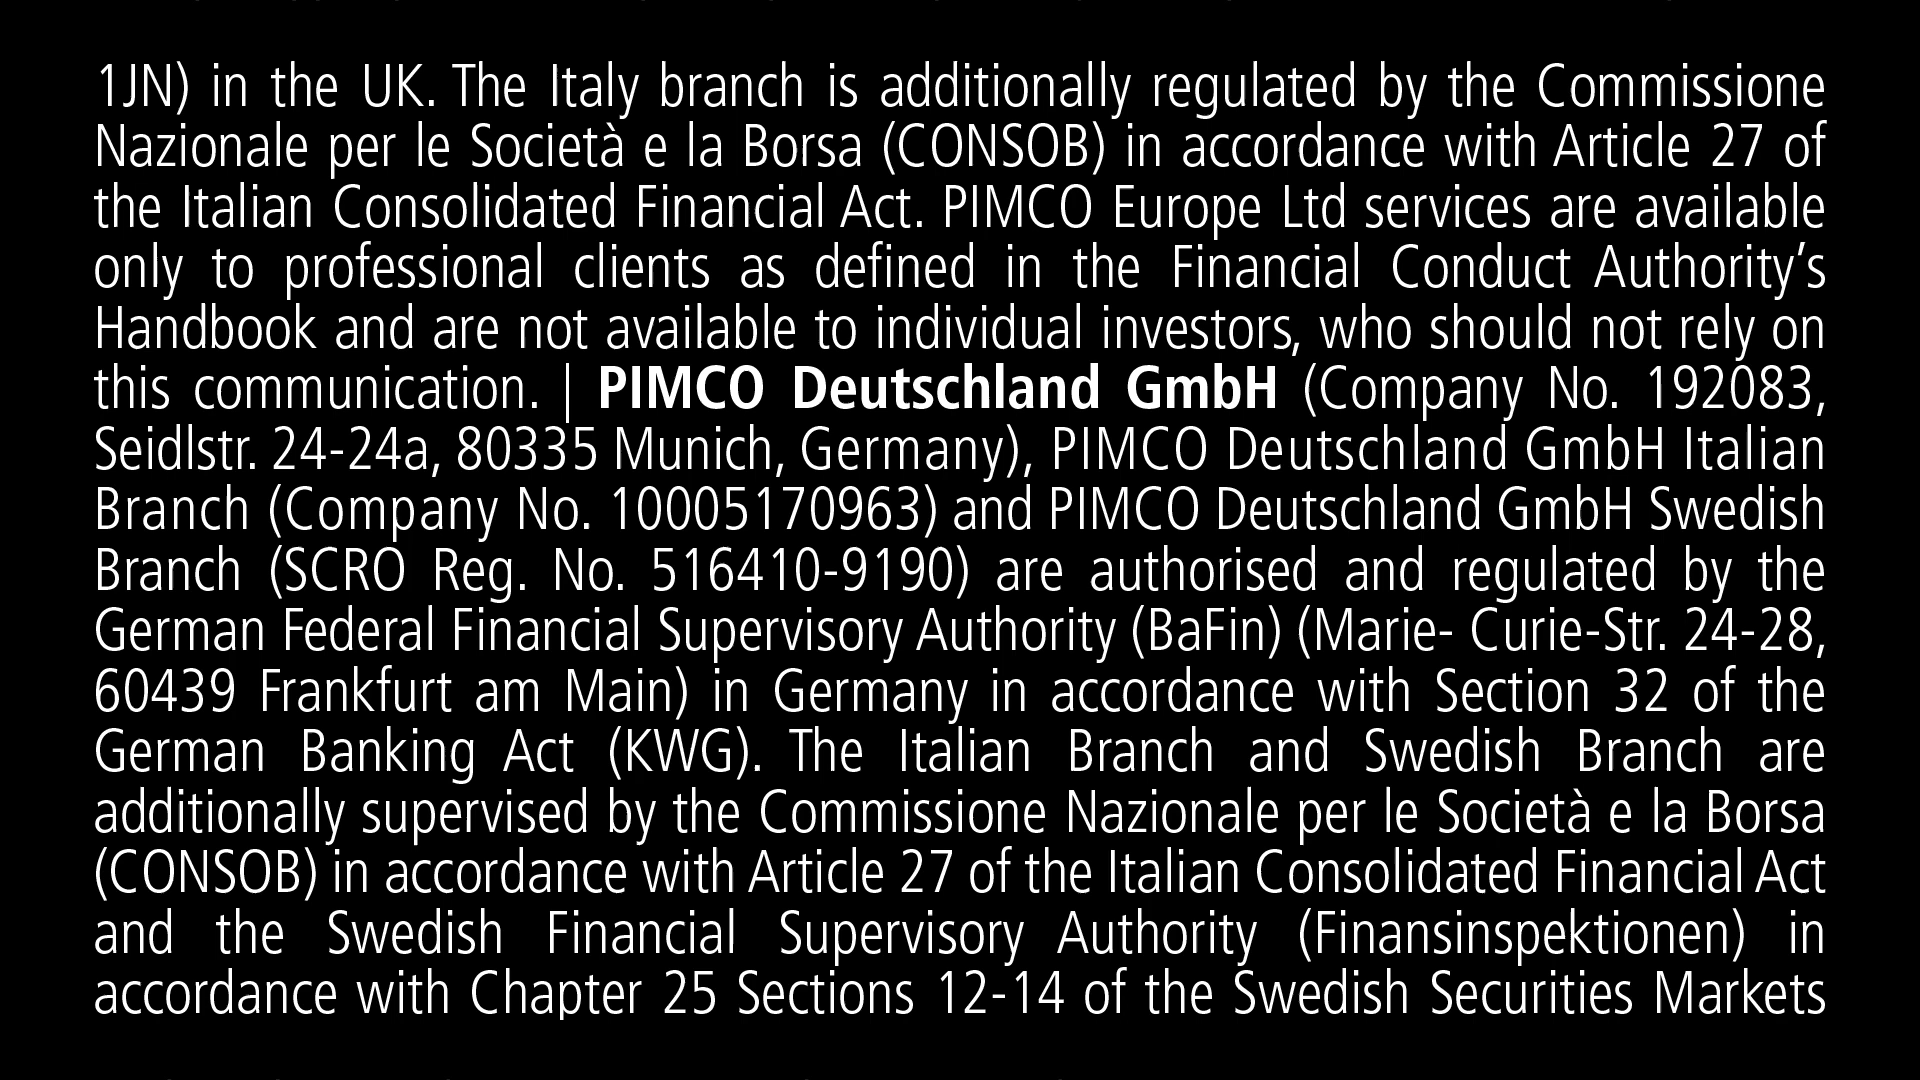 1JN) in the UK. The Italy branch is additionally regulated by the Commissione
Nazionale per le Società e la Borsa (CONSOB) in accordance with Article 27 of
the Italian Consolidated Financial Act. PIMCO Europe Ltd services are available
only to professional clients as defined in the Financial Conduct Authority’s
Handbook and are not available to individual investors, who should not rely on
this communication. | PIMCO Deutschland GmbH (Company No. 192083,
Seidlstr. 24-24a, 80335 Munich, Germany), PIMCO Deutschland GmbH Italian
Branch (Company No. 10005170963) and PIMCO Deutschland GmbH Swedish
Branch (SCRO Reg. No. 516410-9190) are authorised and regulated by the
German Federal Financial Supervisory Authority (BaFin) (Marie- Curie-Str. 24-28,
60439 Frankfurt am Main) in Germany in accordance with Section 32 of the
German Banking Act (KWG). The Italian Branch and Swedish Branch are
additionally supervised by the Commissione Nazionale per le Società e la Borsa
(CONSOB) in accordance with Article 27 of the Italian Consolidated Financial Act
and the Swedish Financial Supervisory Authority (Finansinspektionen) in
accordance with Chapter 25 Sections 12-14 of the Swedish Securities Markets